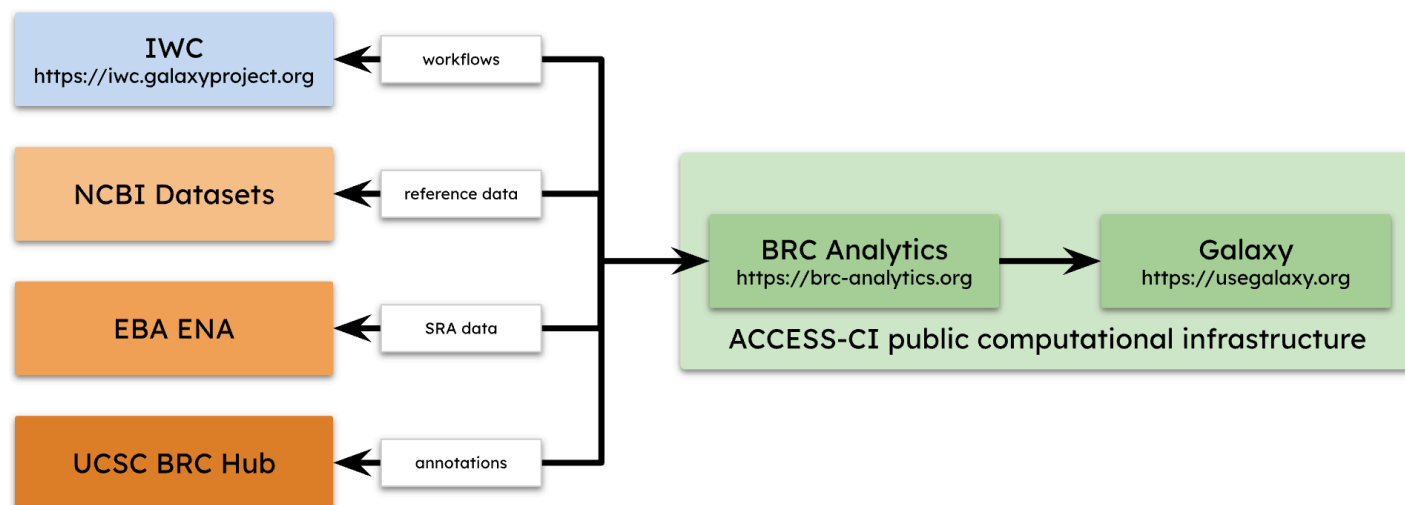 IWC
https://iwc.galaxyproject.org
workflows
NCBI Datasets
reference data
EBA ENA
SRA data
UCSC BRC Hub
annotations
BRC Analytics
https://brc-analytics.org
Galaxy
https://usegalaxy.org
ACCESS-CI public computational infrastructure